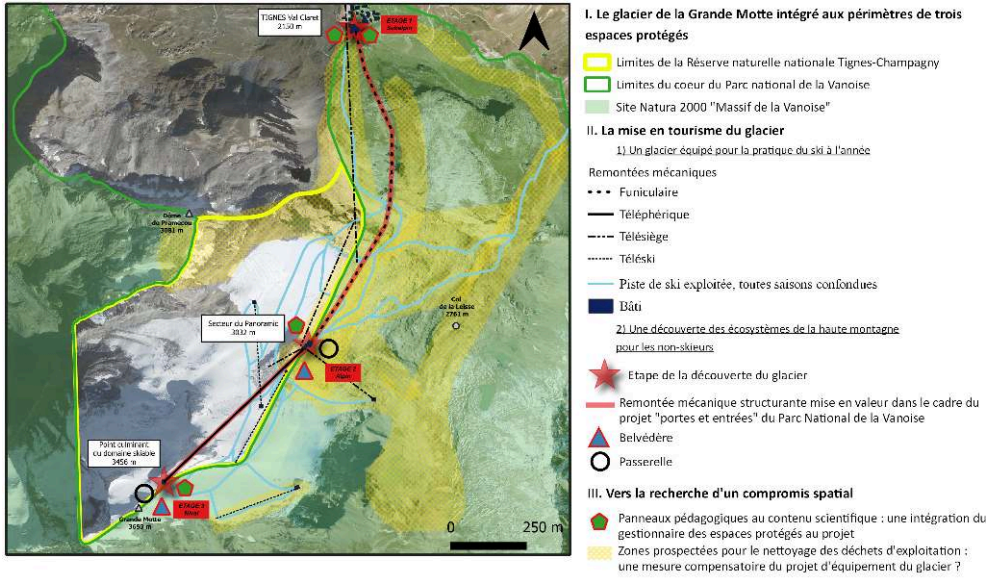 TIGNES Val Claret
2150 m
ETAGE 1
Subalpin
Dôme
de Pramecou
3081 m
Secteur du Panoramic
3032 m
Col
de la Leisse
2761 m
ETAGE 2
Alpin
Point culminant
du domaine skiable
3456 m
ETAGE 3
Nival
Grande Motte
3653 m
0 250 m
I. Le glacier de la Grande Motte intégré aux périmètres de trois
espaces protégés
Limites de la Réserve naturelle nationale Tignes-Champagny
Limites du coeur du Parc national de la Vanoise
Site Natura 2000 "Massif de la Vanoise"
II. La mise en tourisme du glacier
1) Un glacier équipé pour la pratique du ski à l'année
Remontées mécaniques
Funiculaire
Téléphérique
Télésiège
Téléski
Piste de ski exploitée, toutes saisons confondues
Bâti
2) Une découverte des écosystèmes de la haute montagne
pour les non-skieurs
Etape de la découverte du glacier
Remontée mécanique structurante mise en valeur dans le cadre du
projet "portes et entrées" du Parc National de la Vanoise
Belvédère
Passerelle
III. Vers la recherche d'un compromis spatial
Panneaux pédagogiques au contenu scientifique : une intégration du
gestionnaire des espaces protégés au projet
Zones prospectées pour le nettoyage des déchets d'exploitation :
une mesure compensatoire du projet d'équipement du glacier ?